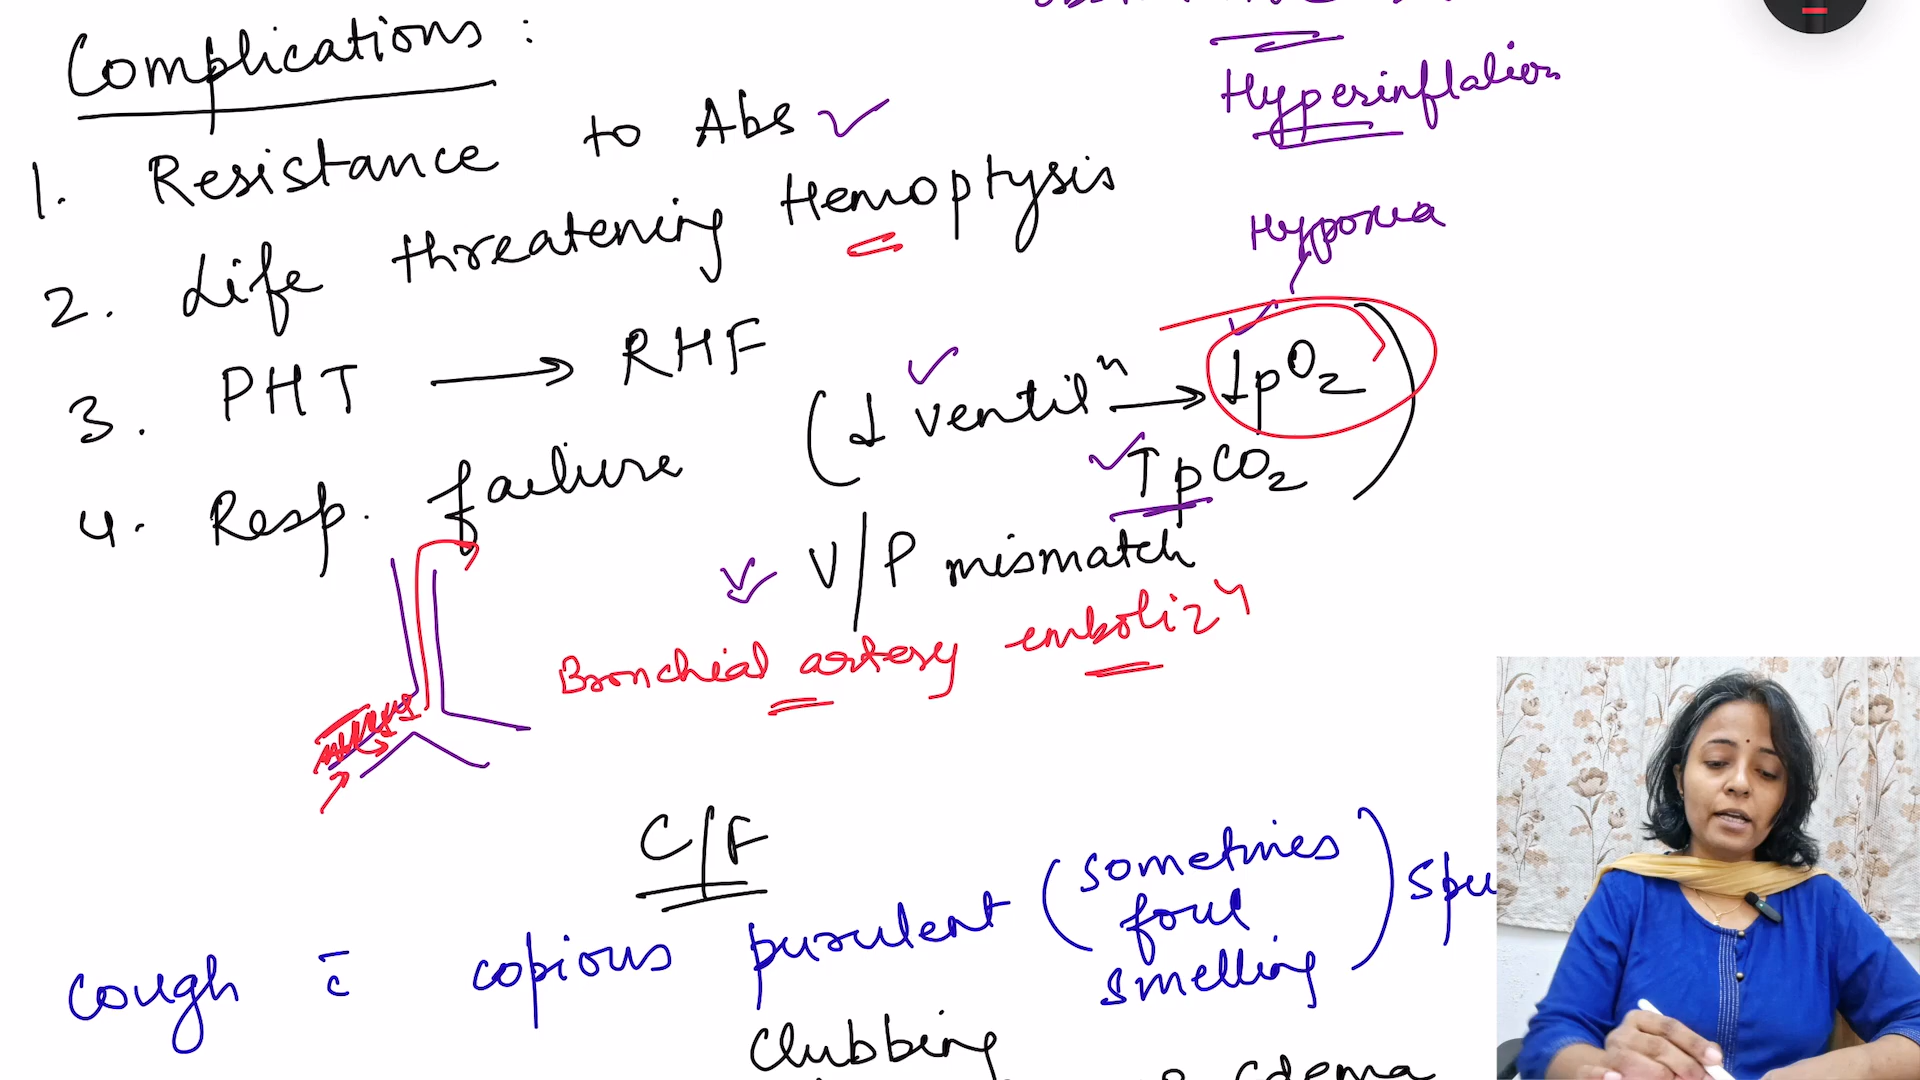 Complications :
Hyperinflation
1. Resistance to Abs ✓
2. Life threatening Hemoptysis
Hypoxia
3. PHT → RHF
(↓ ventilⁿ → ↓pO₂
↑pCO₂)
4. Resp. failure
V/P mismatch
Bronchial artery embolizⁿ
C/F
cough c̄ copious purulent (sometimes foul smelling)
Clubbing
edema